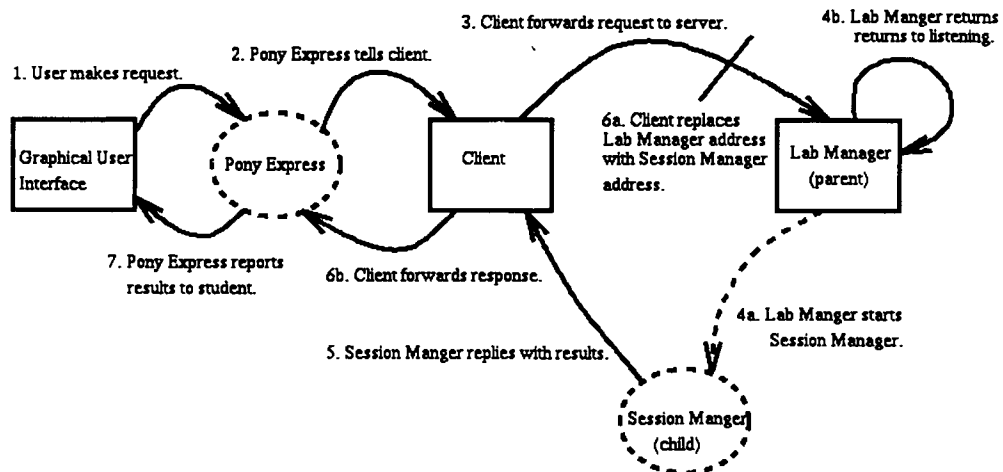 3. Client forwards request to server.
4b. Lab Manger returns
returns to listening.
2. Pony Express tells client.
1. User makes request.
6a. Client replaces
Lab Manager address
with Session Manager
address.
Graphical User
Interface
Pony Express
Client
Lab Manager
(parent)
7. Pony Express reports
results to student.
6b. Client forwards response.
4a. Lab Manger starts
Session Manager.
5. Session Manger replies with results.
Session Manger
(child)